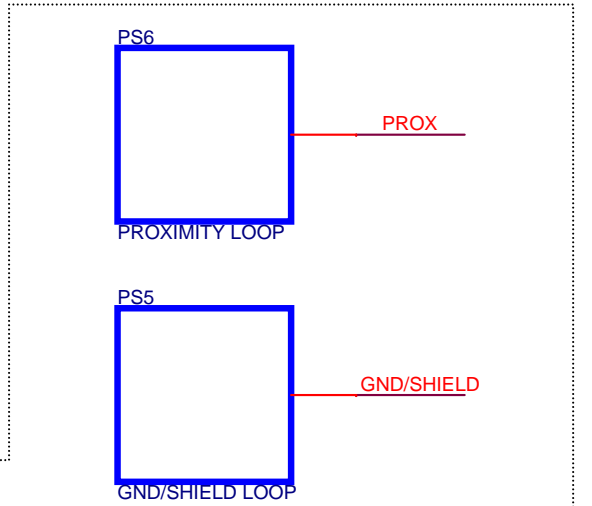 PS6
PROX
PROXIMITY LOOP
PS5
GND/SHIELD
GND/SHIELD LOOP